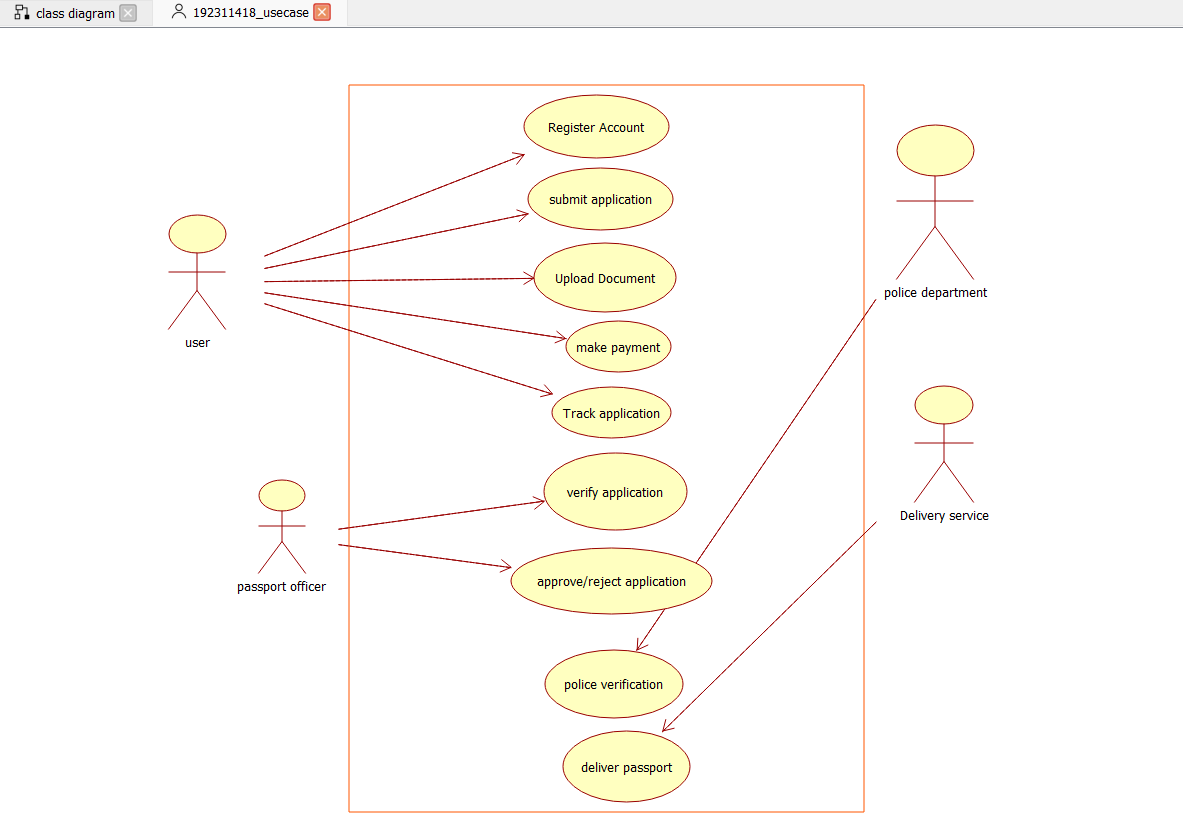 class diagram
192311418_usecase
Register Account
submit application
Upload Document
police department
user
make payment
Track application
verify application
Delivery service
passport officer
approve/reject application
police verification
deliver passport